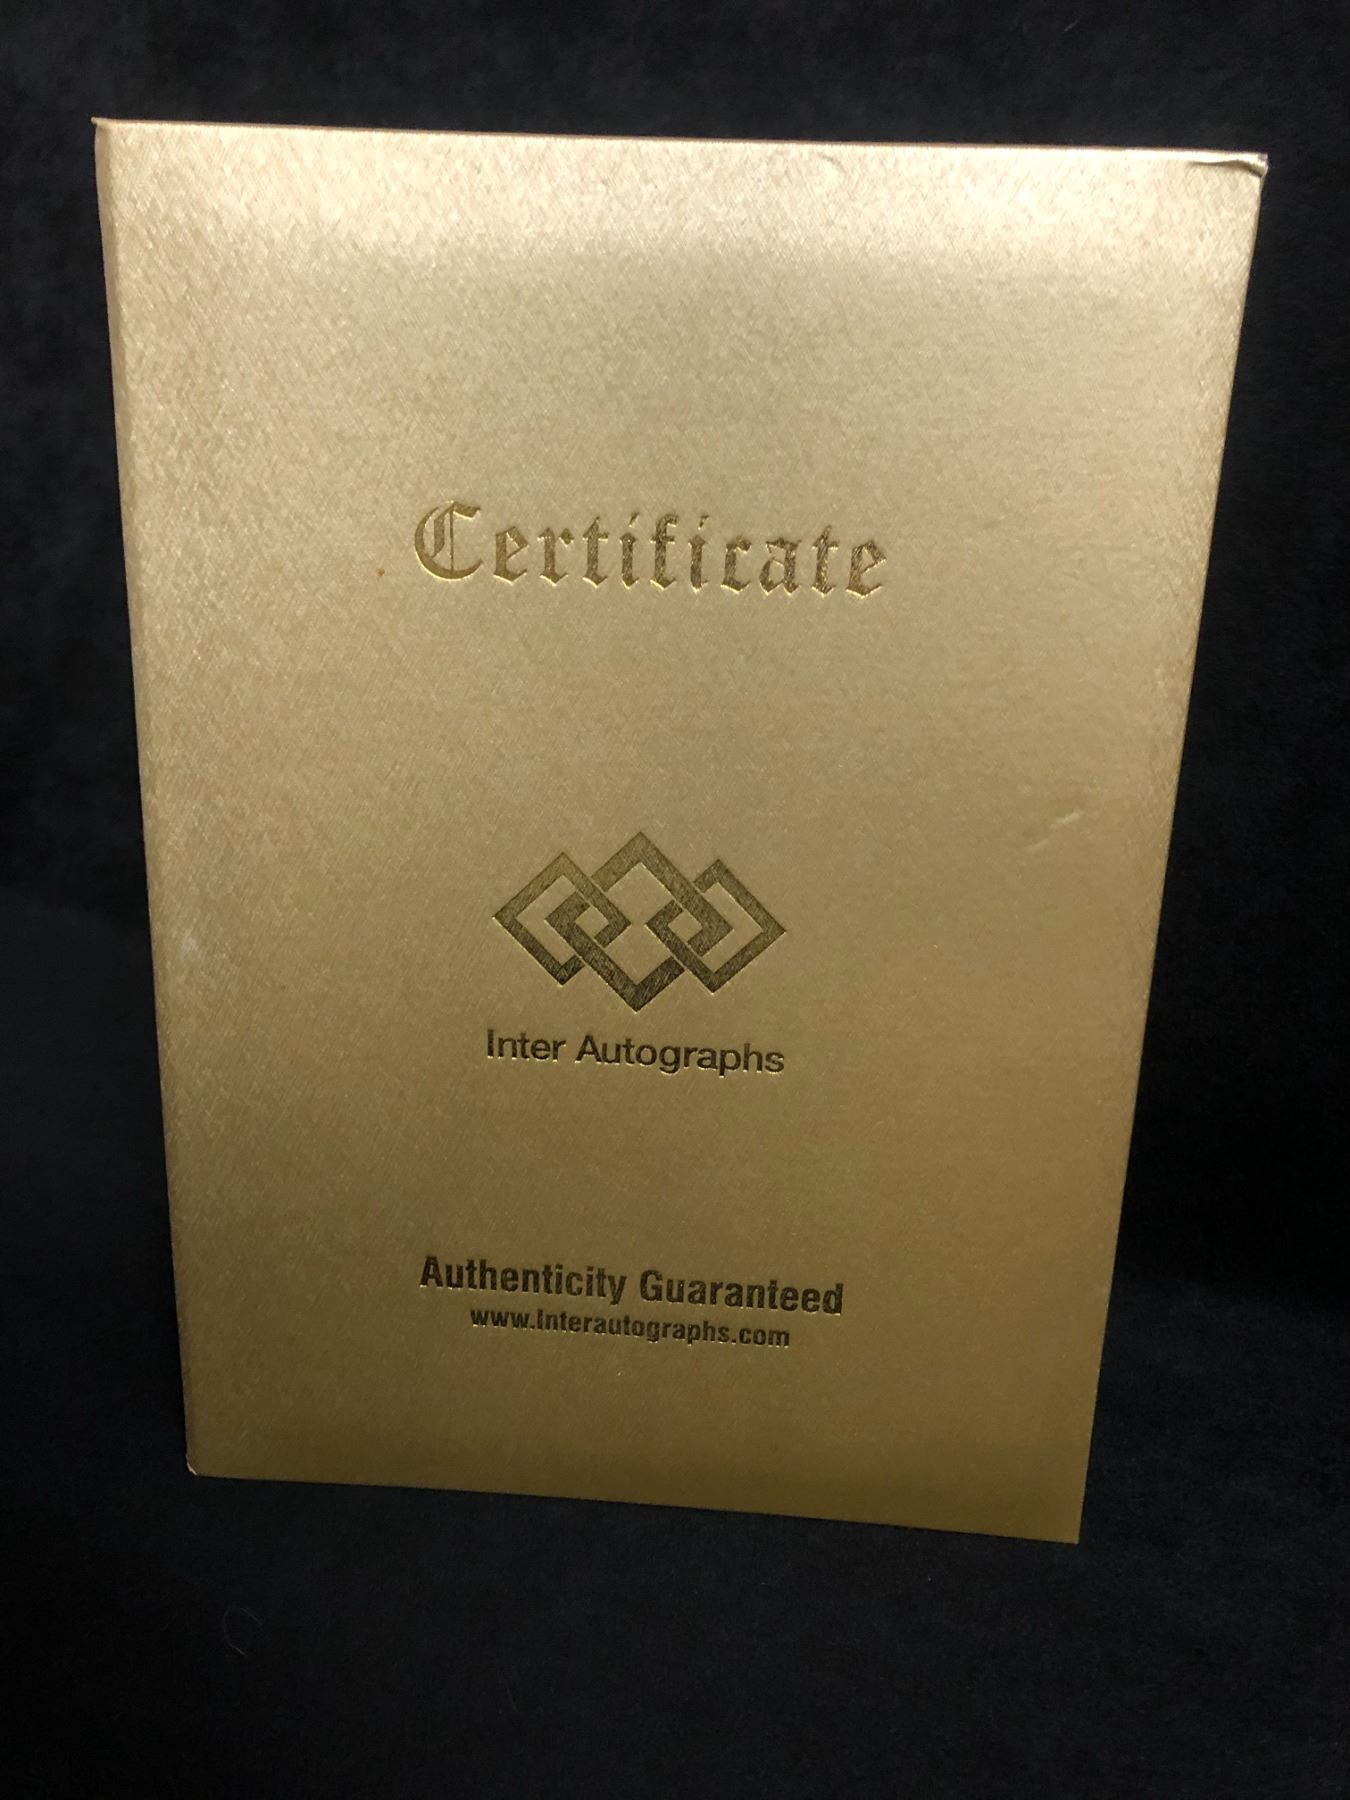 Certificate
Inter Autographs
Authenticity Guaranteed
www.Interautographs.com